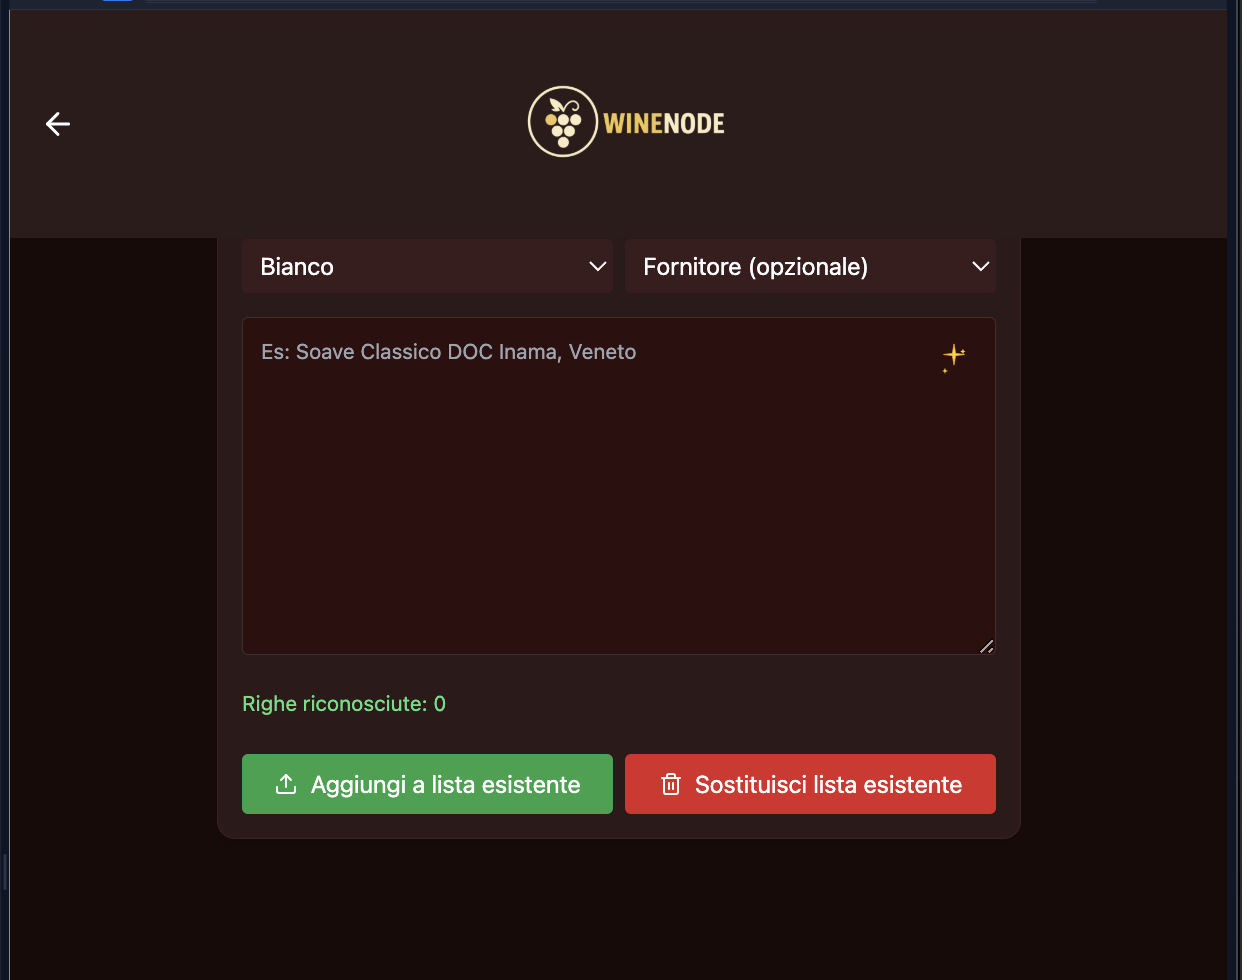 WINENODE
Bianco
Fornitore (opzionale)
Es: Soave Classico DOC Inama, Veneto
Righe riconosciute: 0
Aggiungi a lista esistente
Sostituisci lista esistente